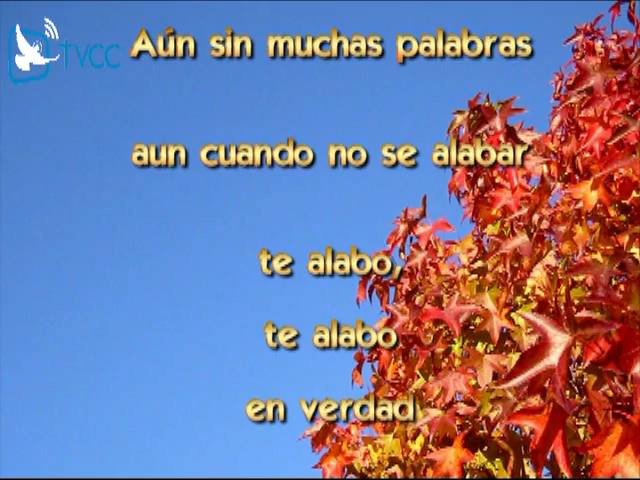 TVCC
Aún sin muchas palabras
aun cuando no se alabar
te alabo,
te alabo
en verdad